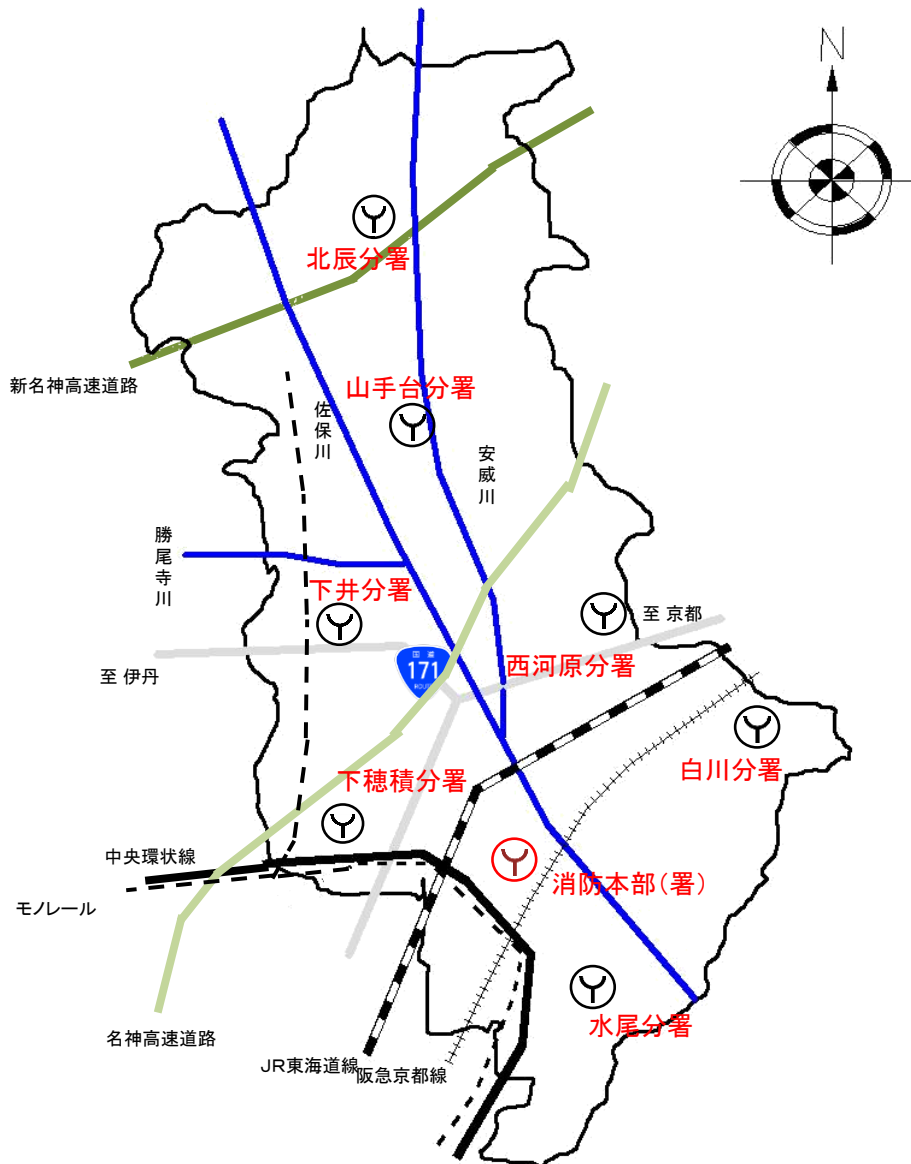 N
北辰分署
新名神高速道路
山手台分署
佐保川
安威川
勝尾寺川
下井分署
至 京都
至 伊丹
国道
171
ROUTE
西河原分署
白川分署
下穂積分署
中央環状線
消防本部(署)
モノレール
水尾分署
名神高速道路
JR東海道線
阪急京都線